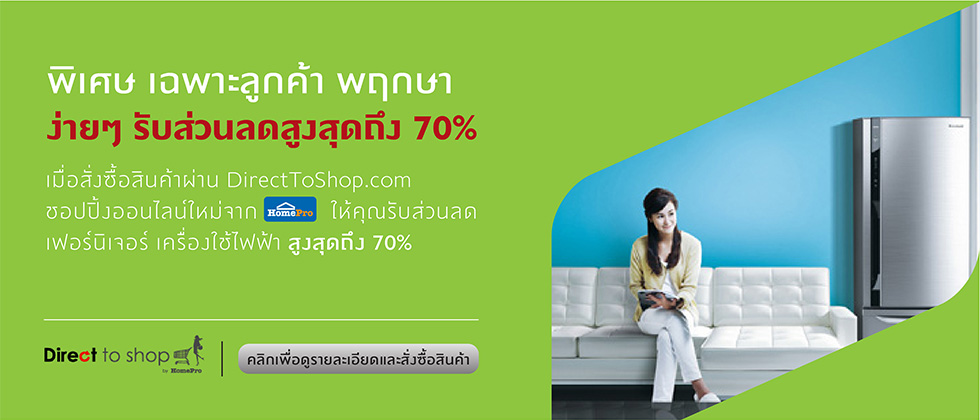 พิเศษ เฉพาะลูกค้า พฤกษา
ง่ายๆ รับส่วนลดสูงสุดถึง 70%
เมื่อสั่งซื้อสินค้าผ่าน DirectToShop.com
ชอปปิ้งออนไลน์ใหม่จาก HomePro ให้คุณรับส่วนลด
เฟอร์นิเจอร์ เครื่องใช้ไฟฟ้า สูงสุดถึง 70%
Direct to shop
by HomePro
คลิกเพื่อดูรายละเอียดและสั่งซื้อสินค้า